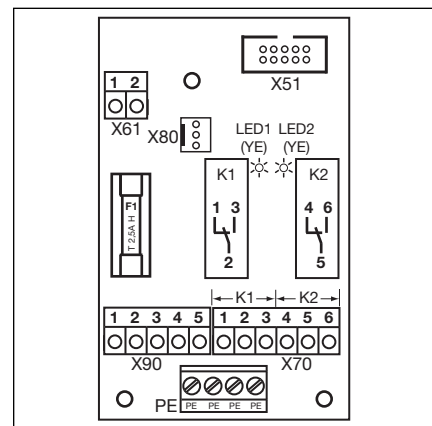 X51
1 2
X61
X80
LED1 LED2
(YE) (YE)
K1 K2
1 3
2
4 6
5
F1
T 2,5A H
K1 K2
1 2 3 4 5
1 2 3 4 5 6
X90 X70
PE
PE PE PE PE